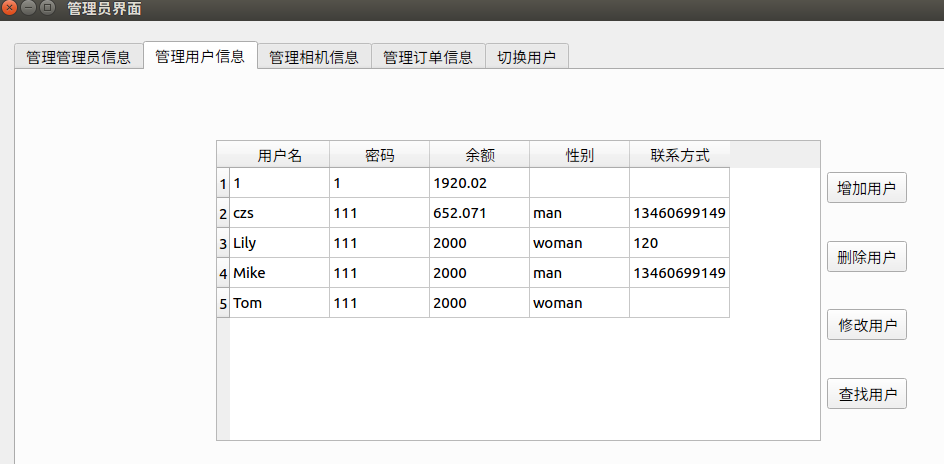 管理员界面
管理管理员信息 管理用户信息 管理相机信息 管理订单信息 切换用户
用户名 密码 余额 性别 联系方式
1 1 1 1920.02
2 czs 111 652.071 man 13460699149
3 Lily 111 2000 woman 120
4 Mike 111 2000 man 13460699149
5 Tom 111 2000 woman
增加用户
删除用户
修改用户
查找用户